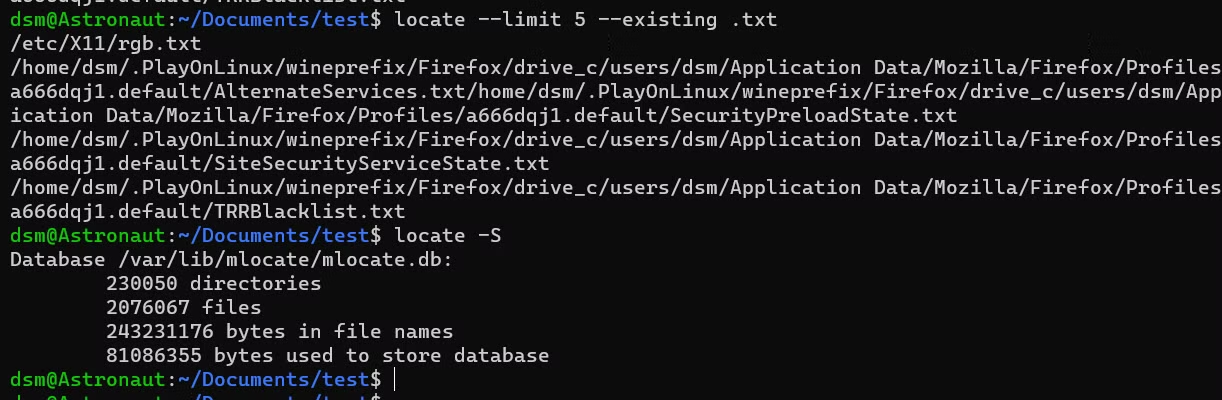 dsm@Astronaut:~/Documents/test$ locate --limit 5 --existing .txt
/etc/X11/rgb.txt
/home/dsm/.PlayOnLinux/wineprefix/Firefox/drive_c/users/dsm/Application Data/Mozilla/Firefox/Profiles
a666dqj1.default/AlternateServices.txt/home/dsm/.PlayOnLinux/wineprefix/Firefox/drive_c/users/dsm/App
ication Data/Mozilla/Firefox/Profiles/a666dqj1.default/SecurityPreloadState.txt
/home/dsm/.PlayOnLinux/wineprefix/Firefox/drive_c/users/dsm/Application Data/Mozilla/Firefox/Profiles
a666dqj1.default/SiteSecurityServiceState.txt
/home/dsm/.PlayOnLinux/wineprefix/Firefox/drive_c/users/dsm/Application Data/Mozilla/Firefox/Profiles
a666dqj1.default/TRRBlacklist.txt
dsm@Astronaut:~/Documents/test$ locate -S
Database /var/lib/mlocate/mlocate.db:
230050 directories
2076067 files
243231176 bytes in file names
81086355 bytes used to store database
dsm@Astronaut:~/Documents/test$